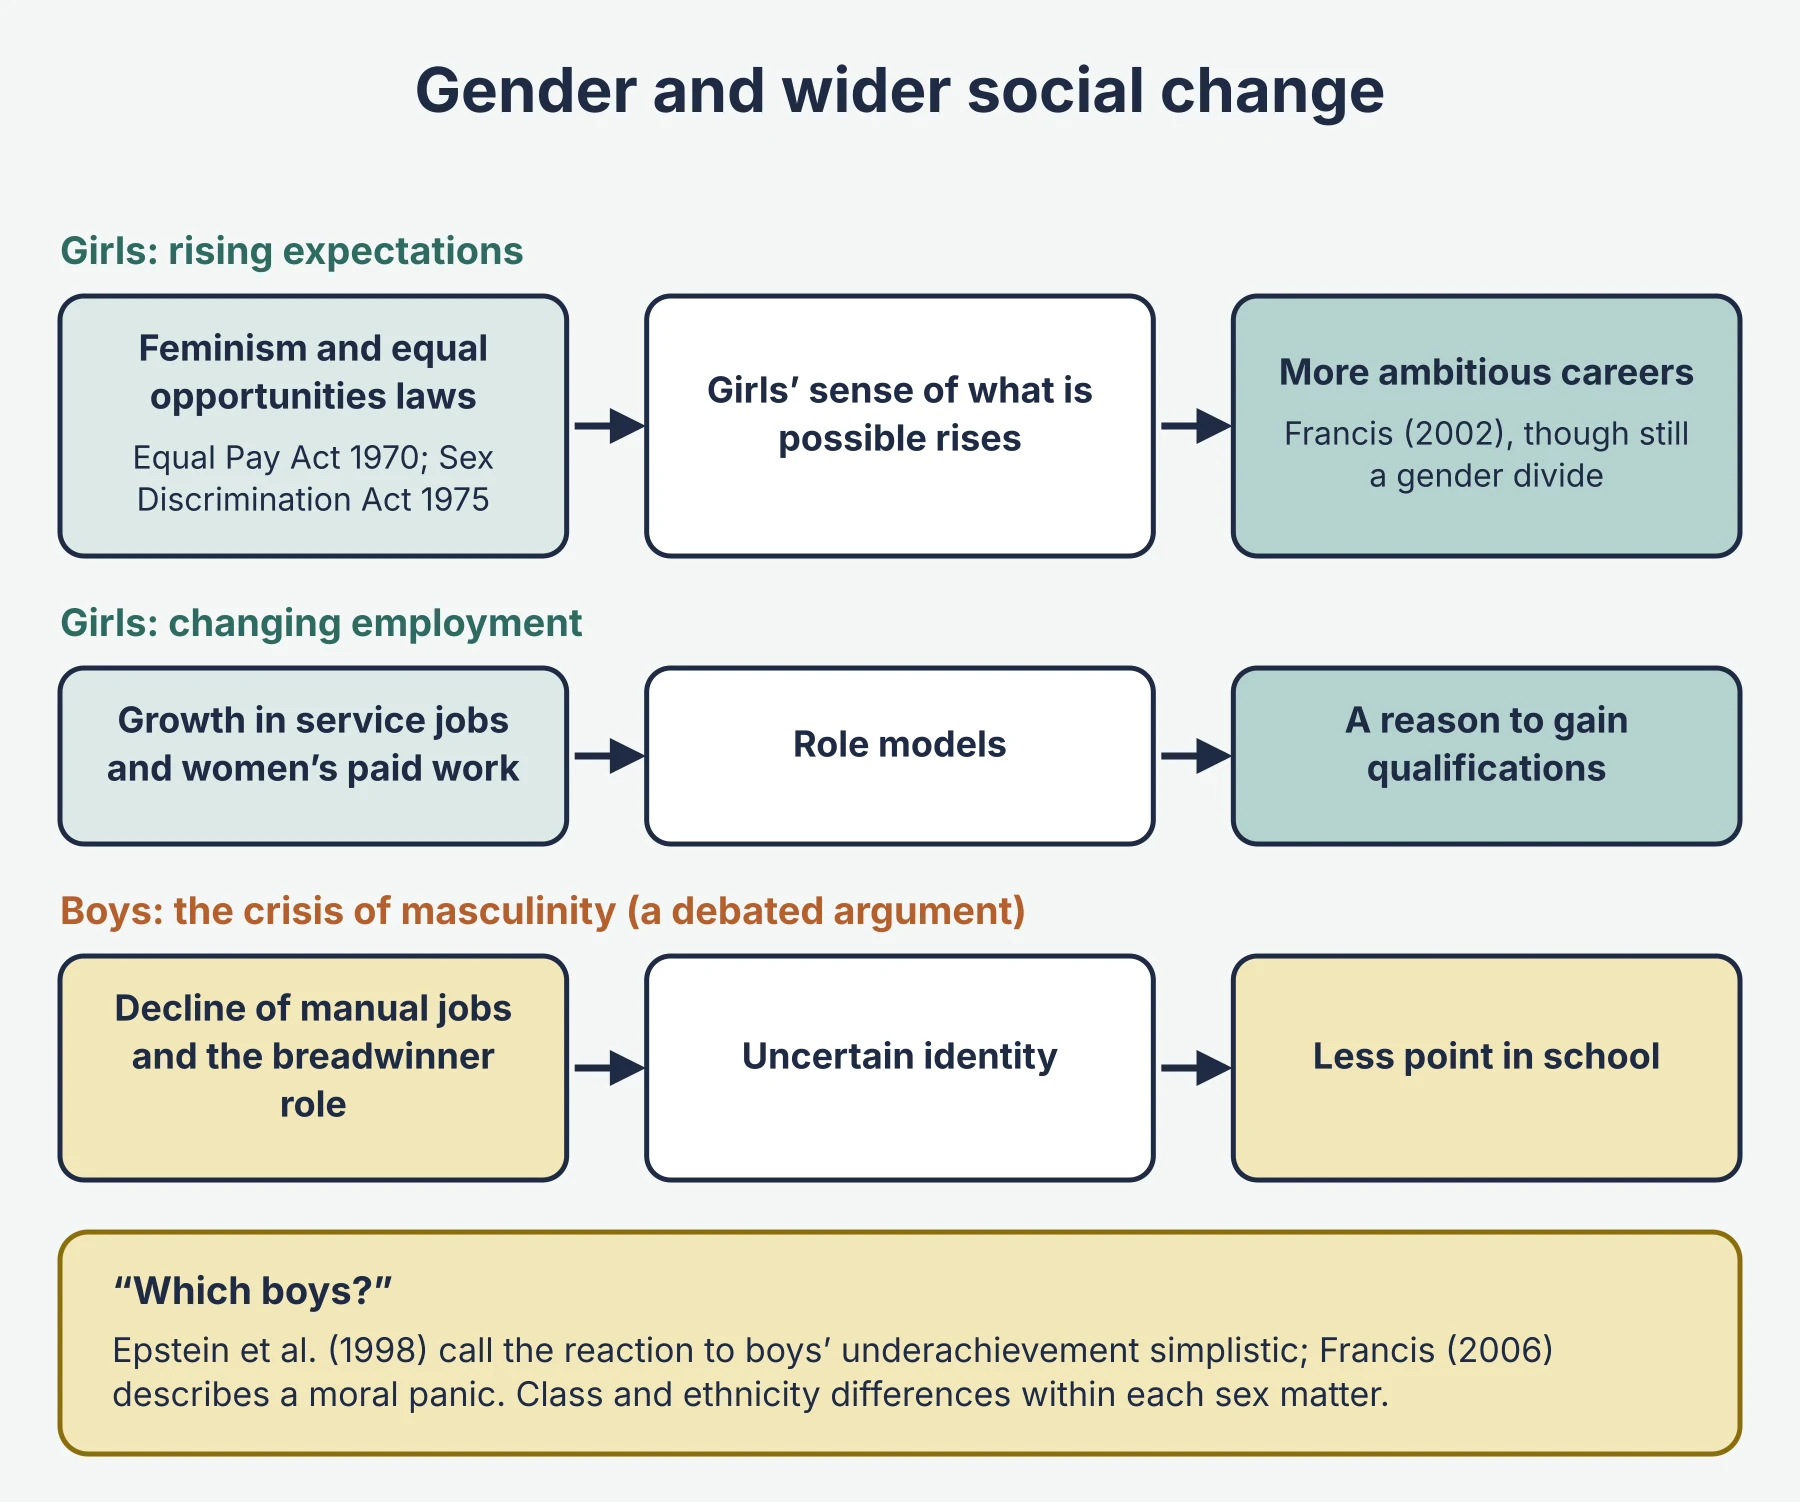 Gender and wider social change
Girls: rising expectations
Feminism and equal
opportunities laws
Equal Pay Act 1970; Sex
Discrimination Act 1975
Girls’ sense of what is
possible rises
More ambitious careers
Francis (2002), though still
a gender divide
Girls: changing employment
Growth in service jobs
and women’s paid work
Role models
A reason to gain
qualifications
Boys: the crisis of masculinity (a debated argument)
Decline of manual jobs
and the breadwinner
role
Uncertain identity
Less point in school
“Which boys?”
Epstein et al. (1998) call the reaction to boys’ underachievement simplistic; Francis (2006)
describes a moral panic. Class and ethnicity differences within each sex matter.